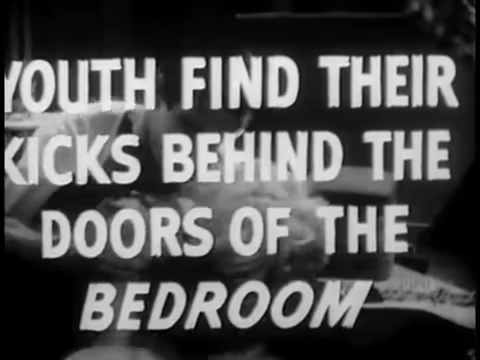 YOUTH FIND THEIR
KICKS BEHIND THE
DOORS OF THE
BEDROOM